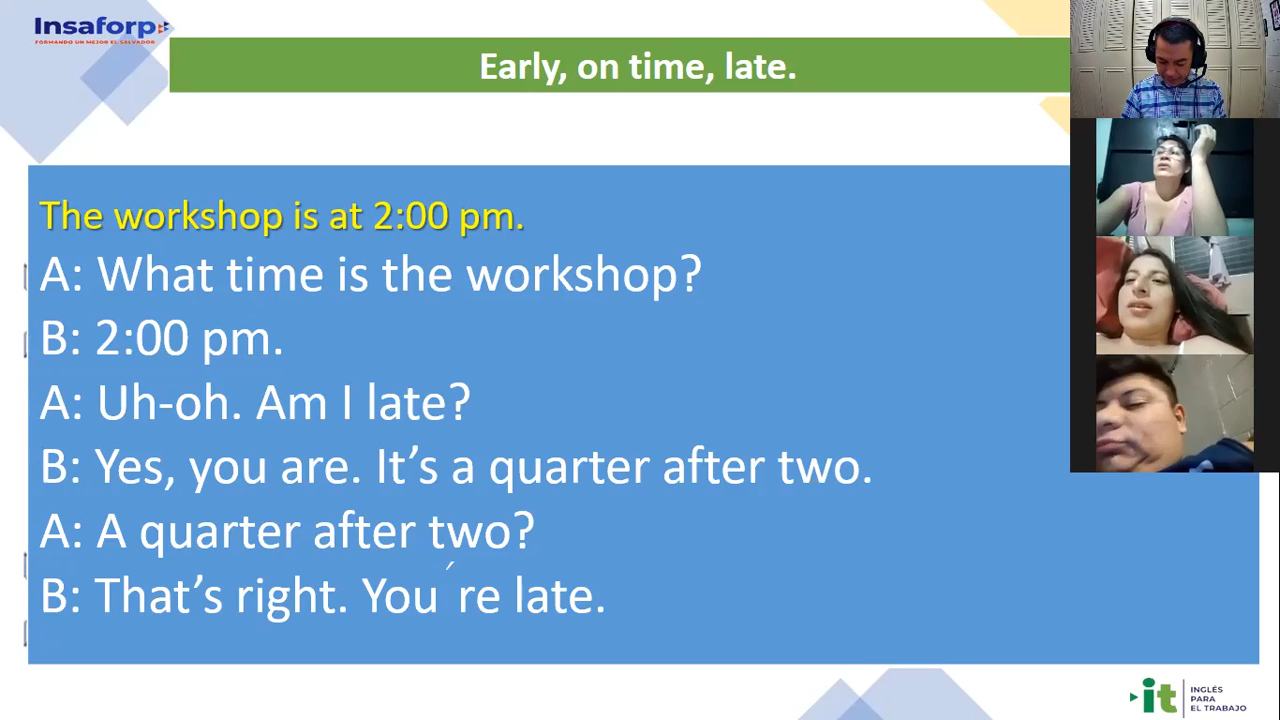 Insaforp
FORMANDO UN MEJOR EL SALVADOR
Early, on time, late.
The workshop is at 2:00 pm.
A: What time is the workshop?
B: 2:00 pm.
A: Uh-oh. Am I late?
B: Yes, you are. It’s a quarter after two.
A: A quarter after two?
B: That’s right. You´re late.
it
INGLÉS
PARA
EL TRABAJO